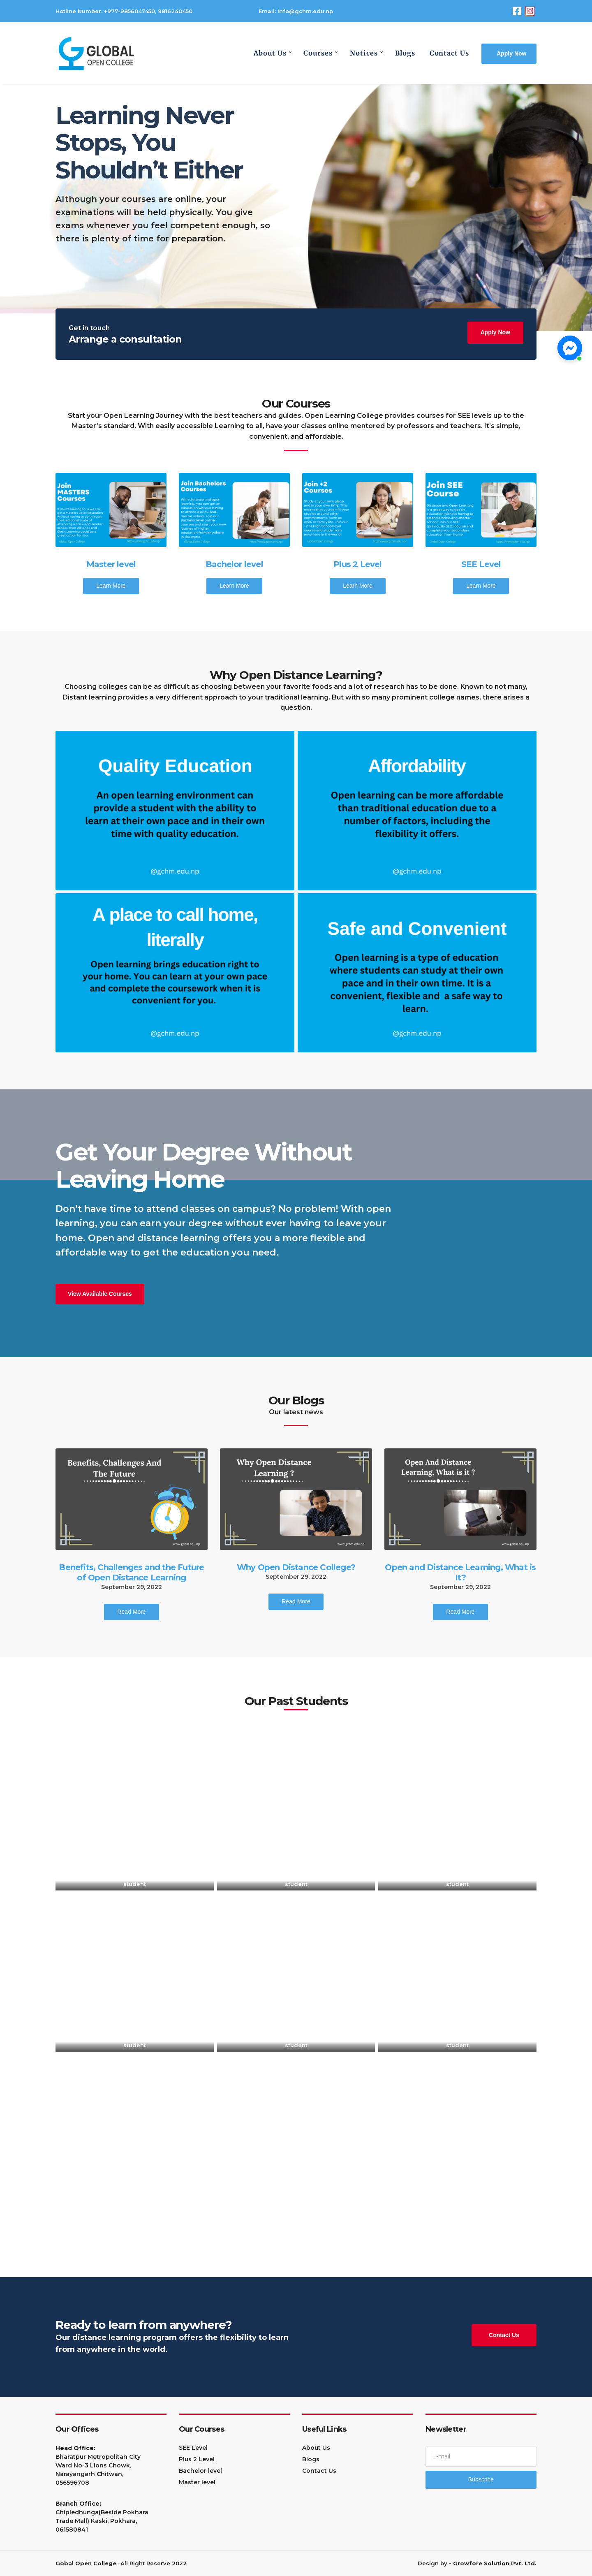 Hotline Number: +977-9856047450, 9816240450
Email: info@gchm.edu.np
GLOBAL
OPEN COLLEGE
About Us
Courses
Notices
Blogs
Contact Us
Apply Now
Learning Never
Stops, You
Shouldn’t Either
Although your courses are online, your
examinations will be held physically. You give
exams whenever you feel competent enough, so
there is plenty of time for preparation.
Get in touch
Arrange a consultation
Apply Now
Our Courses
Start your Open Learning Journey with the best teachers and guides. Open Learning College provides courses for SEE levels up to the
Master’s standard. With easily accessible Learning to all, have your classes online mentored by professors and teachers. It’s simple,
convenient, and affordable.
Join
MASTERS
Courses
Join Bachelors
Courses
Join +2
Courses
Join SEE
Course
Master level
Bachelor level
Plus 2 Level
SEE Level
Learn More
Learn More
Learn More
Learn More
Why Open Distance Learning?
Choosing colleges can be as difficult as choosing between your favorite foods and a lot of research has to be done. Known to not many,
Distant learning provides a very different approach to your traditional learning. But with so many prominent college names, there arises a
question.
Quality Education
An open learning environment can
provide a student with the ability to
learn at their own pace and in their own
time with quality education.
@gchm.edu.np
Affordability
Open learning can be more affordable
than traditional education due to a
number of factors, including the
flexibility it offers.
@gchm.edu.np
A place to call home,
literally
Open learning brings education right to
your home. You can learn at your own pace
and complete the coursework when it is
convenient for you.
@gchm.edu.np
Safe and Convenient
Open learning is a type of education
where students can study at their own
pace and in their own time. It is a
convenient, flexible and a safe way to
learn.
@gchm.edu.np
Get Your Degree Without
Leaving Home
Don’t have time to attend classes on campus? No problem! With open
learning, you can earn your degree without ever having to leave your
home. Open and distance learning offers you a more flexible and
affordable way to get the education you need.
View Available Courses
Our Blogs
Our latest news
Benefits, Challenges And
The Future
www.gchm.edu.np
Why Open Distance
Learning ?
www.gchm.edu.np
Open And Distance
Learning, What is it ?
Benefits, Challenges and the Future
of Open Distance Learning
September 29, 2022
Read More
Why Open Distance College?
September 29, 2022
Read More
Open and Distance Learning, What is
It?
September 29, 2022
Read More
Our Past Students
student
student
student
student
student
student
Ready to learn from anywhere?
Our distance learning program offers the flexibility to learn
from anywhere in the world.
Contact Us
Our Offices
Head Office:
Bharatpur Metropolitan City
Ward No-3 Lions Chowk,
Narayangarh Chitwan,
056596708
Branch Office:
Chipledhunga(Beside Pokhara
Trade Mall) Kaski, Pokhara,
061580841
Our Courses
SEE Level
Plus 2 Level
Bachelor level
Master level
Useful Links
About Us
Blogs
Contact Us
Newsletter
E-mail
Subscribe
Gobal Open College -All Right Reserve 2022
Design by - Growfore Solution Pvt. Ltd.